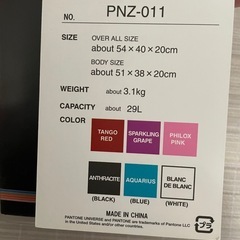 NO. PNZ-011
SIZE OVER ALL SIZE
about 54×40×20cm
BODY SIZE
about 51×38×20cm
WEIGHT about 3.1kg
CAPACITY about 29L
COLOR
TANGO RED SPARKLING GRAPE PHILOX PINK
ANTHRACITE AQUARIUS BLANC DE BLANC
(BLACK) (BLUE) (WHITE)
MADE IN CHINA
PANTONE UNIVERSE and PANTONE are trademarks of Pantone LLC
in the United States and/or other countries.
プラ